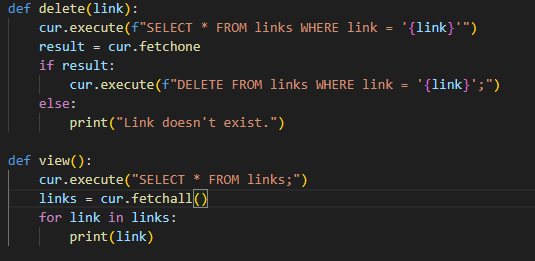 def delete(link):
    cur.execute(f"SELECT * FROM links WHERE link = '{link}'")
    result = cur.fetchone
    if result:
        cur.execute(f"DELETE FROM links WHERE link = '{link}';")
    else:
        print("Link doesn't exist.")

def view():
    cur.execute("SELECT * FROM links;")
    links = cur.fetchall()
    for link in links:
        print(link)